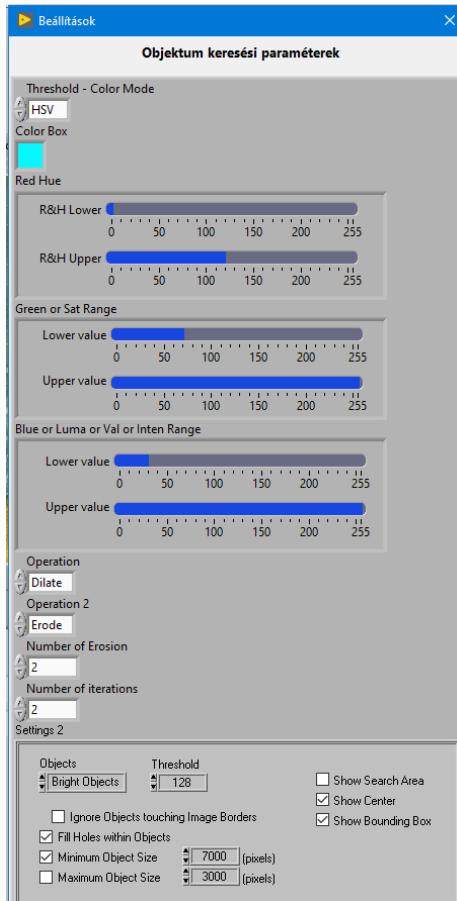 Beállítások
Objektum keresési paraméterek
Threshold - Color Mode
HSV
Color Box
Red Hue
R&H Lower
0 50 100 150 200 255
R&H Upper
0 50 100 150 200 255
Green or Sat Range
Lower value
0 50 100 150 200 255
Upper value
0 50 100 150 200 255
Blue or Luma or Val or Inten Range
Lower value
0 50 100 150 200 255
Upper value
0 50 100 150 200 255
Operation
Dilate
Operation 2
Erode
Number of Erosion
2
Number of iterations
2
Settings 2
Objects Threshold
Bright Objects 128 Show Search Area
Show Center
Ignore Objects touching Image Borders Show Bounding Box
Fill Holes within Objects
Minimum Object Size 7000 (pixels)
Maximum Object Size 3000 (pixels)